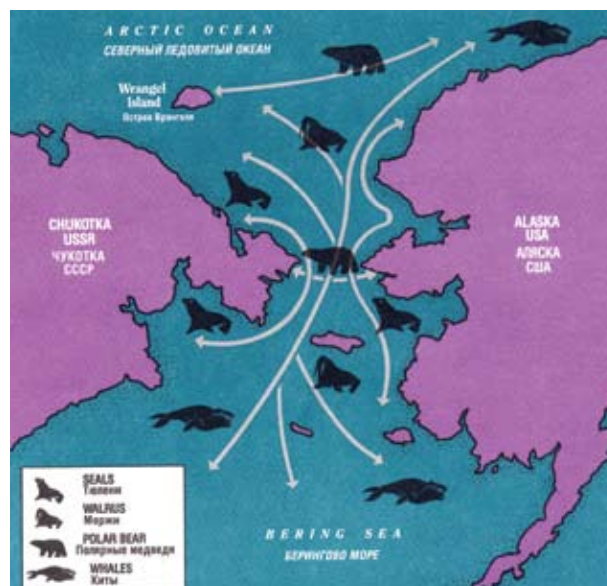 ARCTIC OCEAN
СЕВЕРНЫЙ ЛЕДОВИТЫЙ ОКЕАН
Wrangel
Island
Остров Врангеля
CHUKOTKA
USSR
ЧУКОТКА
СССР
ALASKA
USA
АЛЯСКА
США
SEALS
Тюлени
WALRUS
Моржи
POLAR BEAR
Полярные медведи
WHALES
Киты
BERING SEA
БЕРИНГОВО МОРЕ